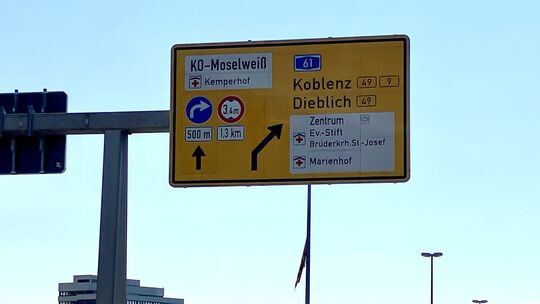 KO-Moselweiß
Kemperhof
3,4m
500 m
1,3 km
61
Koblenz 49 9
Dieblich 49
Zentrum
Ev.-Stift
Brüderkrh.St-Josef
Marienhof